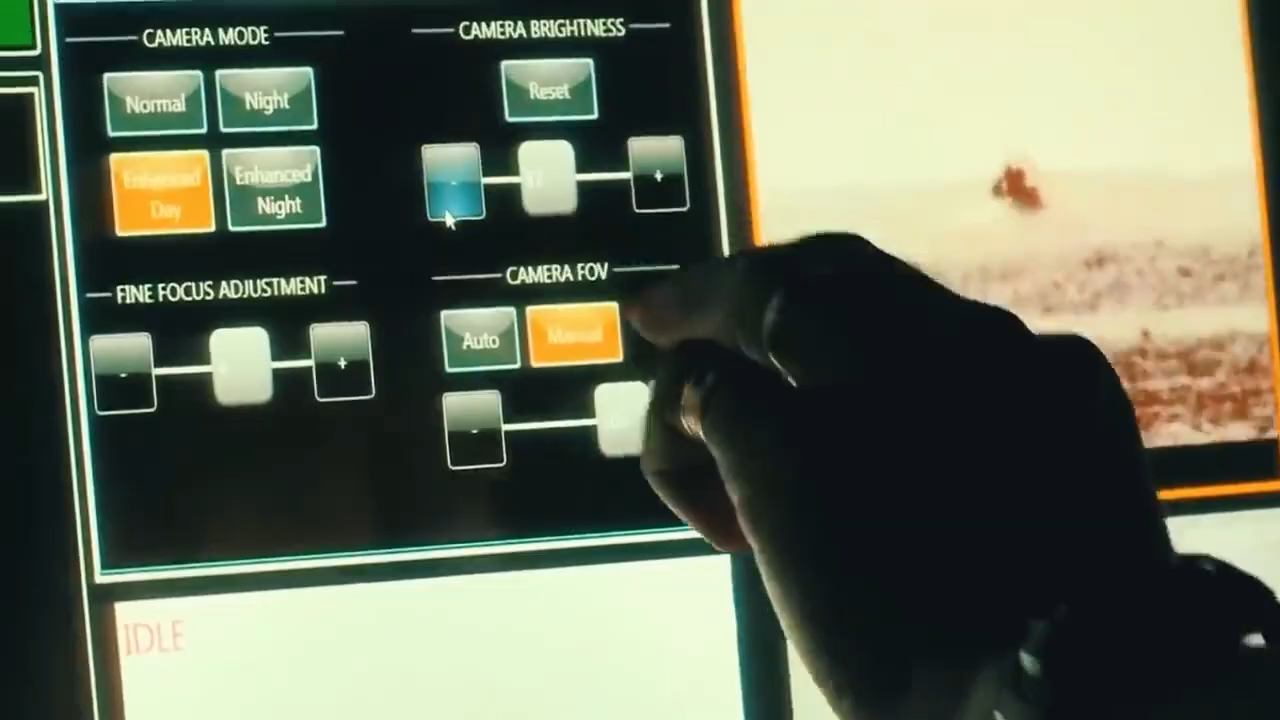 CAMERA MODE
CAMERA BRIGHTNESS
Normal
Night
Reset
Enhanced
Day
Enhanced
Night
-
+
FINE FOCUS ADJUSTMENT
CAMERA FOV
-
+
Auto
Manual
-
IDLE